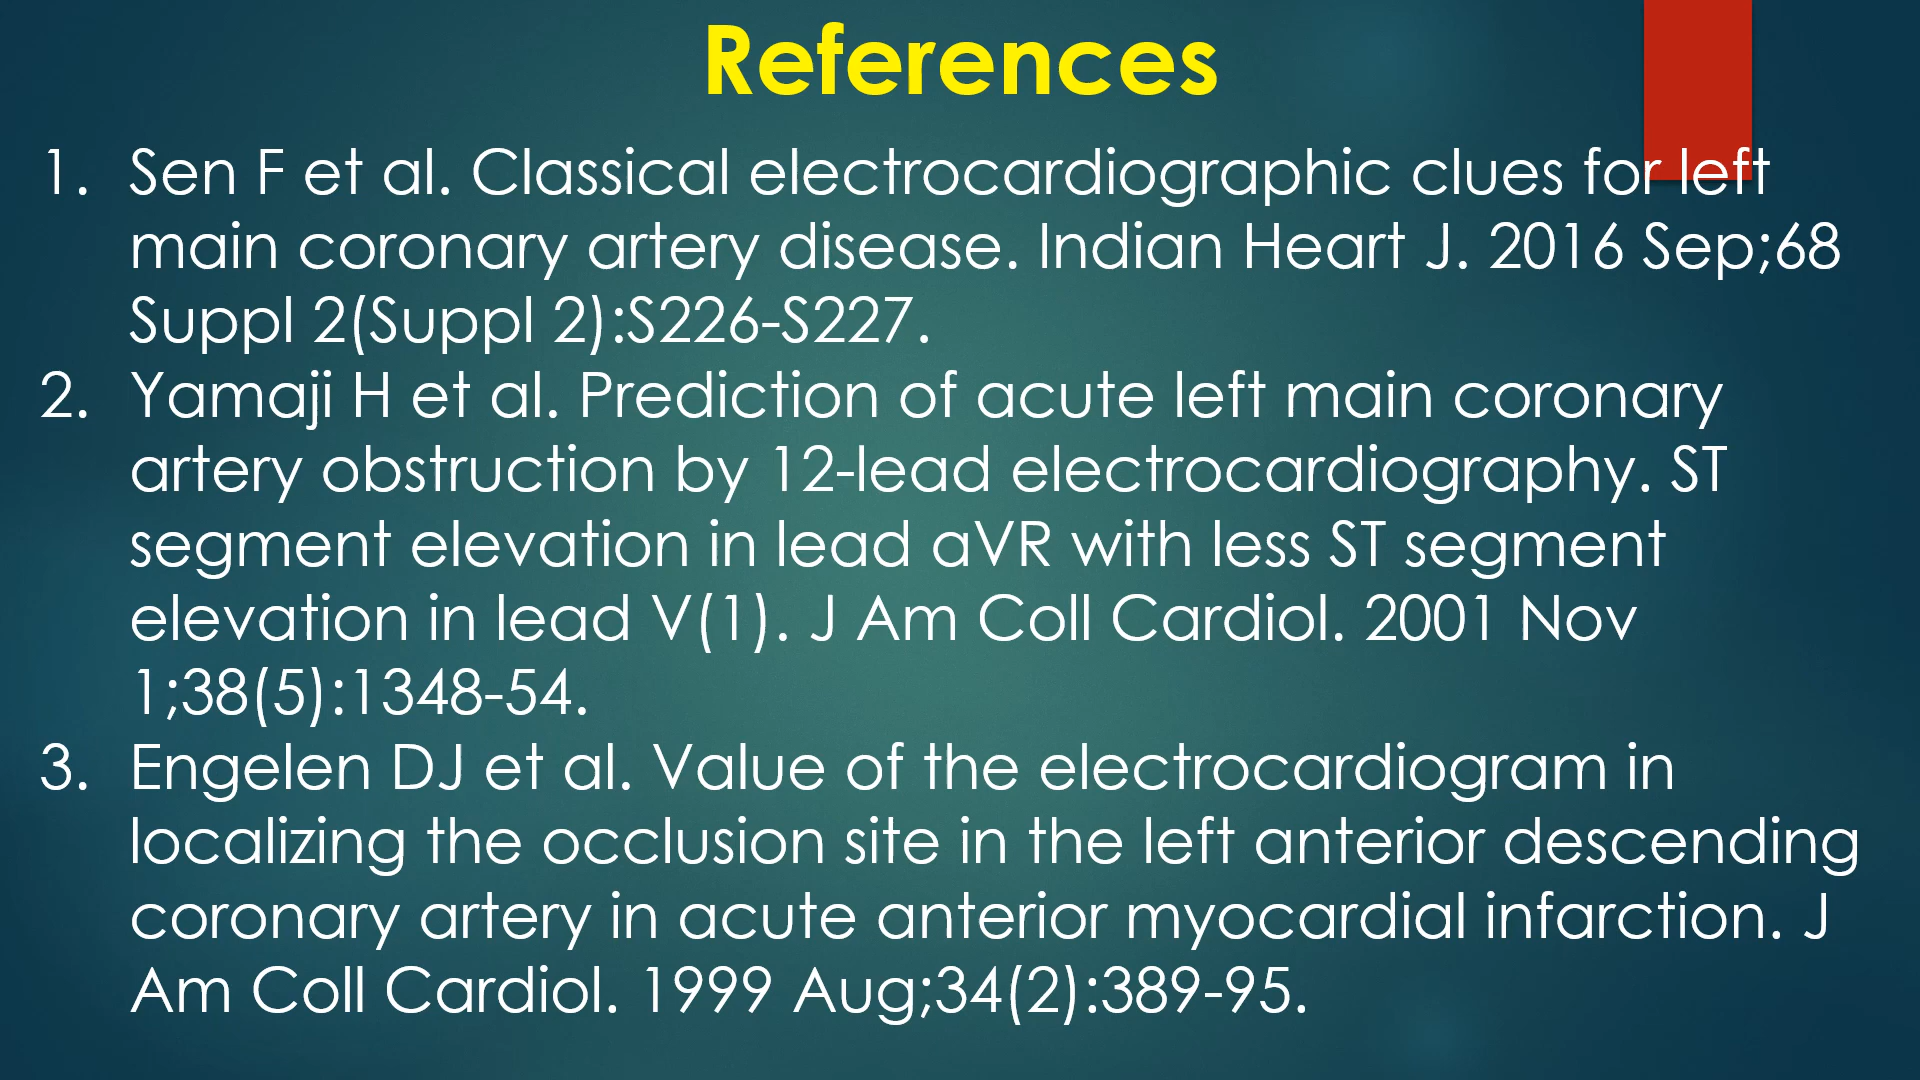 References
1. Sen F et al. Classical electrocardiographic clues for left
main coronary artery disease. Indian Heart J. 2016 Sep;68
Suppl 2(Suppl 2):S226-S227.
2. Yamaji H et al. Prediction of acute left main coronary
artery obstruction by 12-lead electrocardiography. ST
segment elevation in lead aVR with less ST segment
elevation in lead V(1). J Am Coll Cardiol. 2001 Nov
1;38(5):1348-54.
3. Engelen DJ et al. Value of the electrocardiogram in
localizing the occlusion site in the left anterior descending
coronary artery in acute anterior myocardial infarction. J
Am Coll Cardiol. 1999 Aug;34(2):389-95.